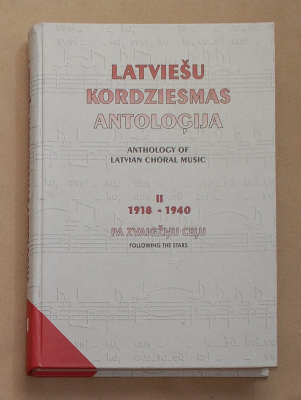 LATVIEŠU
KORDZIESMAS
ANTOLOĢIJA
ANTHOLOGY OF
LATVIAN CHORAL MUSIC
II
1918 - 1940
PA ZVAIGŽŅU CEĻU
FOLLOWING THE STARS